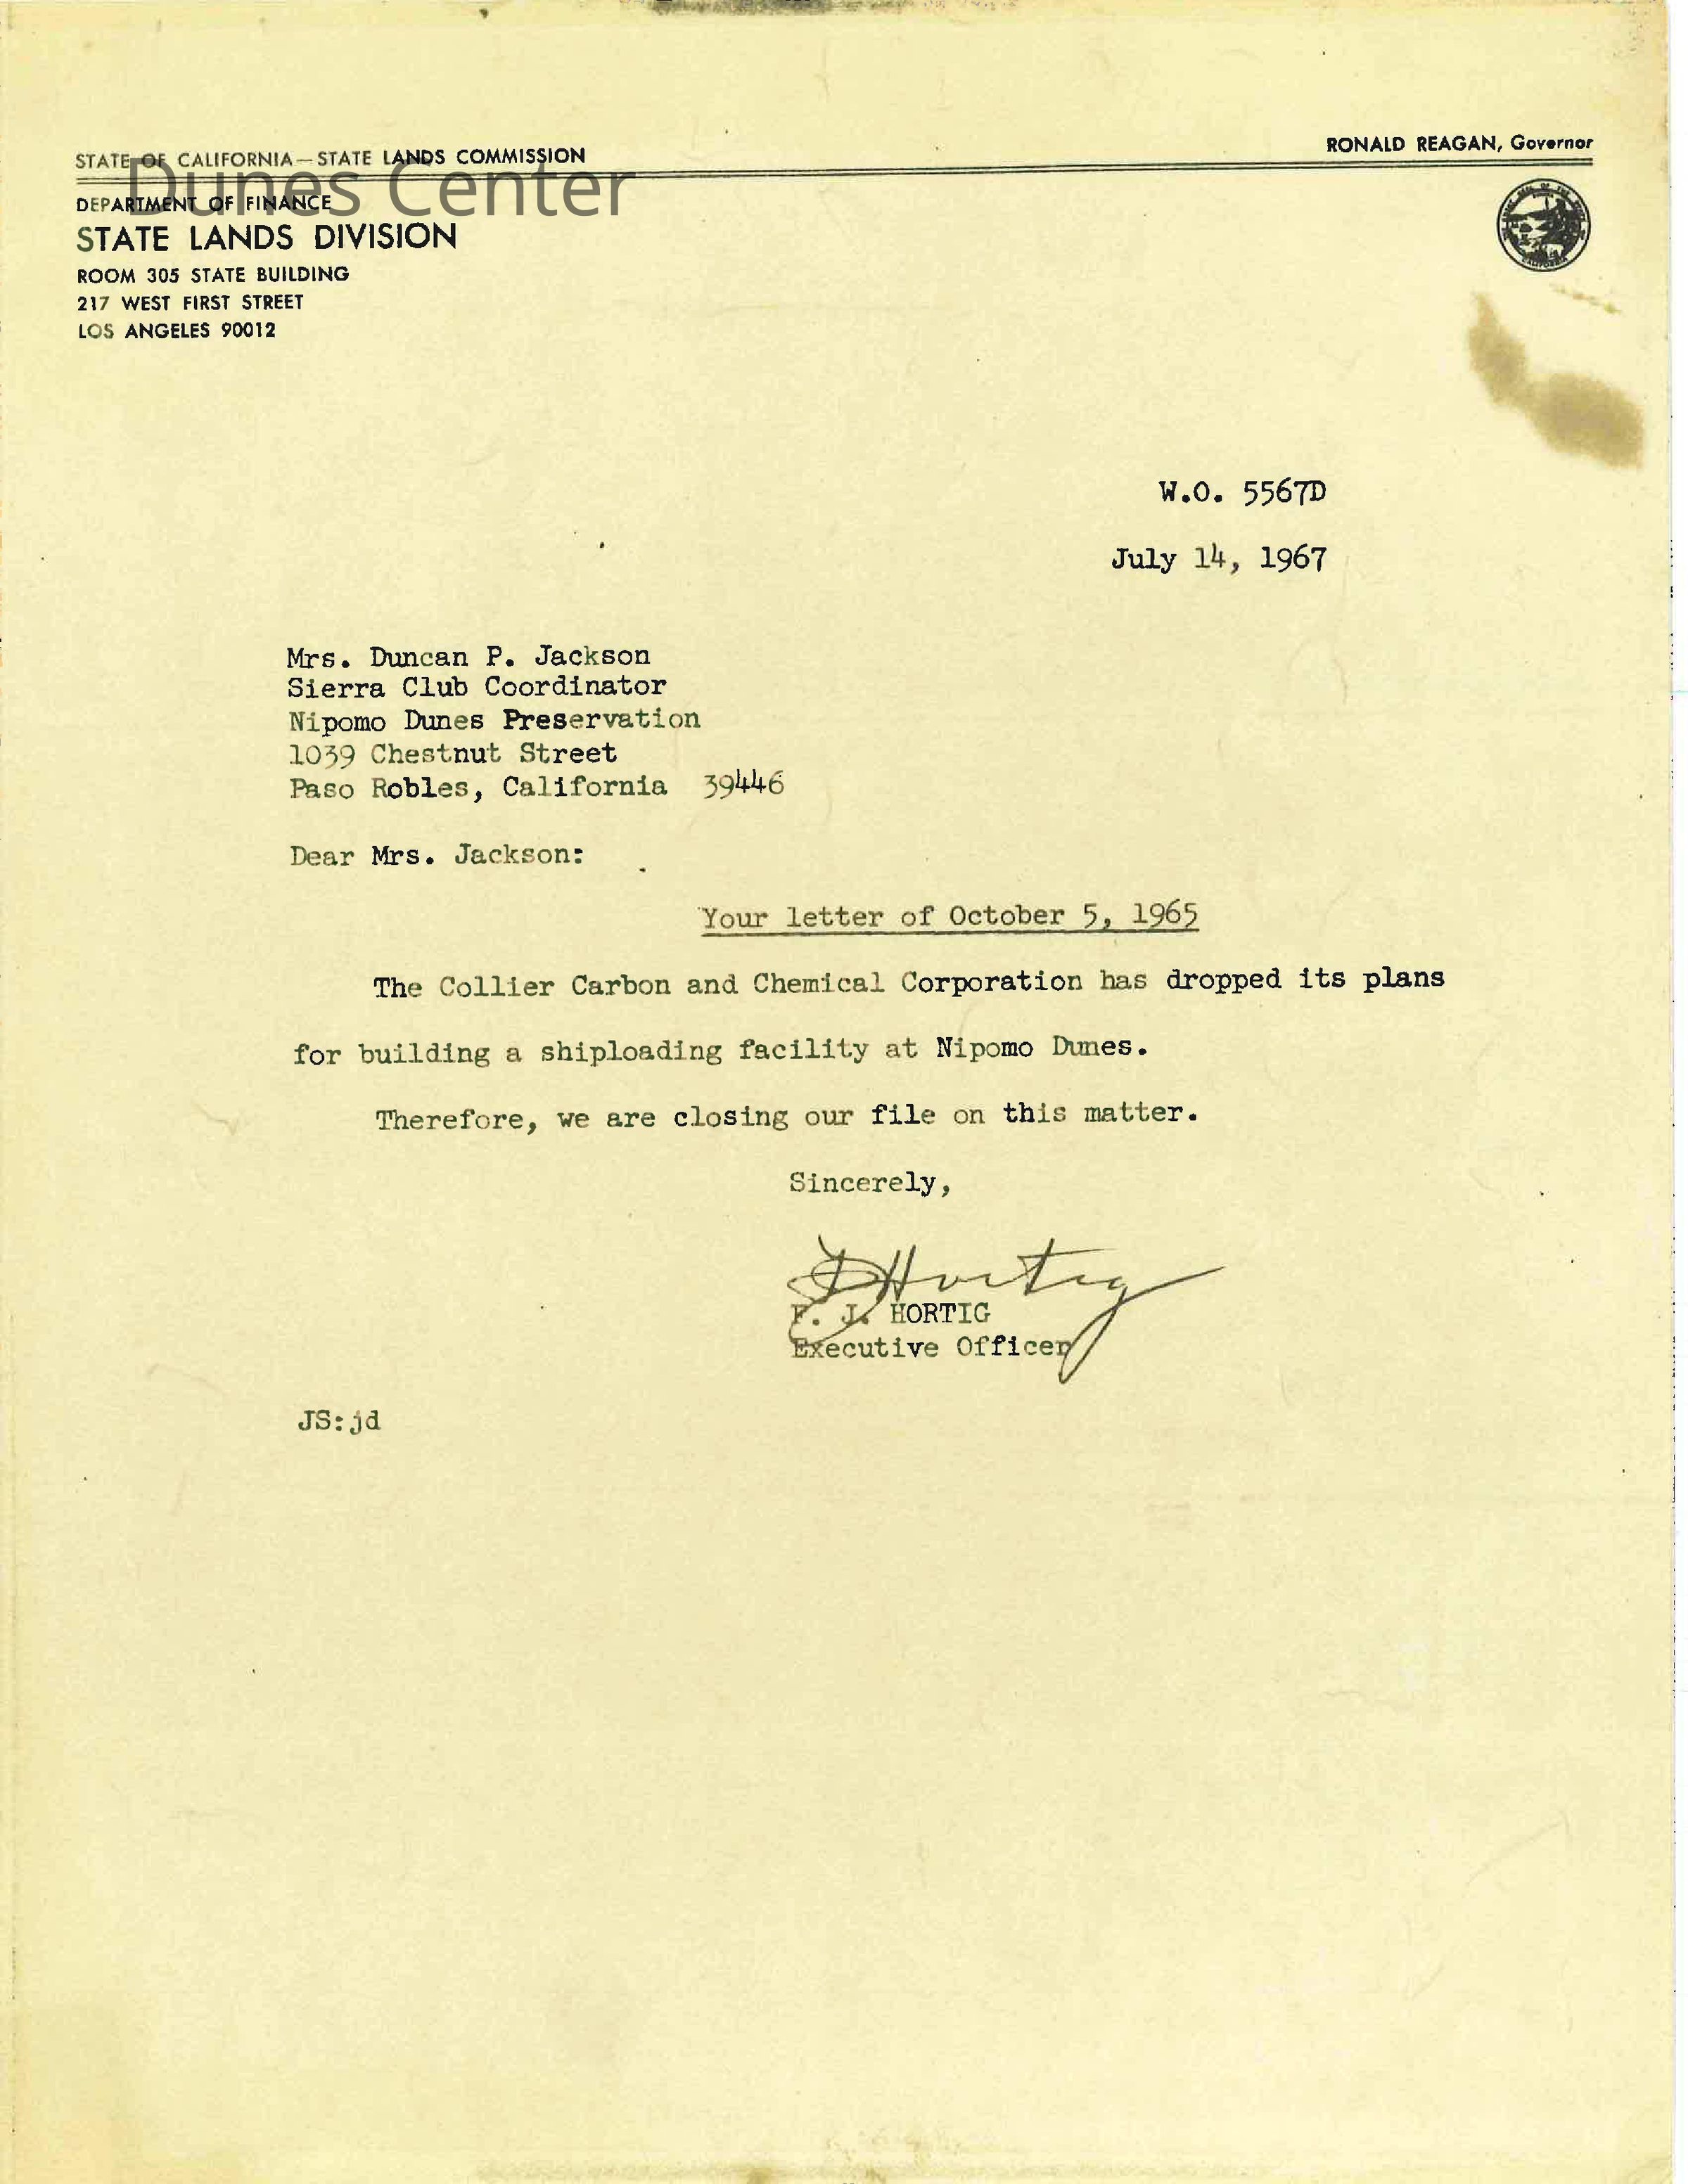 STATE OF CALIFORNIA—STATE LANDS COMMISSION
RONALD REAGAN, Governor
Dunes Center
DEPARTMENT OF FINANCE
STATE LANDS DIVISION
ROOM 305 STATE BUILDING
217 WEST FIRST STREET
LOS ANGELES 90012
W.O. 5567D
July 14, 1967
Mrs. Duncan P. Jackson
Sierra Club Coordinator
Nipomo Dunes Preservation
1039 Chestnut Street
Paso Robles, California 39446
Dear Mrs. Jackson:
Your letter of October 5, 1965
The Collier Carbon and Chemical Corporation has dropped its plans
for building a shiploading facility at Nipomo Dunes.
Therefore, we are closing our file on this matter.
Sincerely,
FJHortig
F. J. HORTIG
Executive Officer
JS:jd